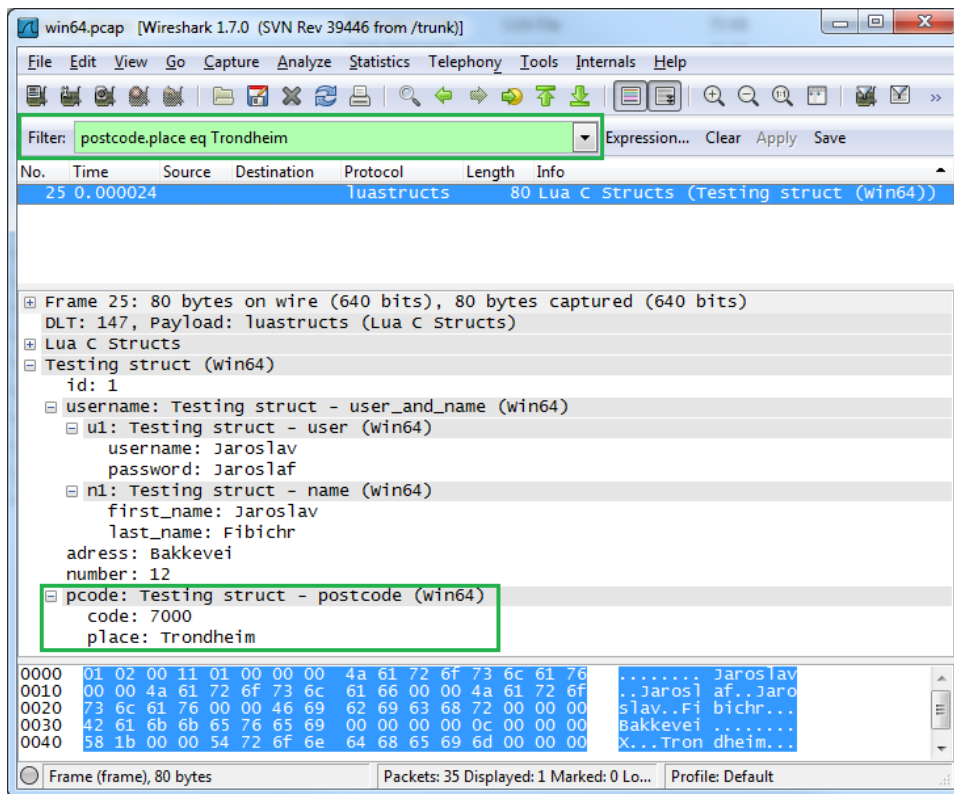 win64.pcap [Wireshark 1.7.0 (SVN Rev 39446 from /trunk)]
File Edit View Go Capture Analyze Statistics Telephony Tools Internals Help
Filter: postcode.place eq Trondheim Expression... Clear Apply Save
No. Time Source Destination Protocol Length Info
25 0.000024 luastructs 80 Lua C Structs (Testing struct (Win64))
Frame 25: 80 bytes on wire (640 bits), 80 bytes captured (640 bits)
DLT: 147, Payload: luastructs (Lua C Structs)
Lua C Structs
Testing struct (Win64)
id: 1
username: Testing struct - user_and_name (Win64)
u1: Testing struct - user (Win64)
username: Jaroslav
password: Jaroslaf
n1: Testing struct - name (Win64)
first_name: Jaroslav
last_name: Fibichr
adress: Bakkevei
number: 12
pcode: Testing struct - postcode (Win64)
code: 7000
place: Trondheim
0000 01 02 00 11 01 00 00 00 4a 61 72 6f 73 6c 61 76 ........ Jaroslav
0010 00 00 4a 61 72 6f 73 6c 61 66 00 00 4a 61 72 6f ..Jarosl af..Jaro
0020 73 6c 61 76 00 00 46 69 62 69 63 68 72 00 00 00 slav..Fi bichr...
0030 42 61 6b 6b 65 76 65 69 00 00 00 00 0c 00 00 00 Bakkevei ........
0040 58 1b 00 00 54 72 6f 6e 64 68 65 69 6d 00 00 00 X...Tron dheim...
Frame (frame), 80 bytes Packets: 35 Displayed: 1 Marked: 0 Lo... Profile: Default